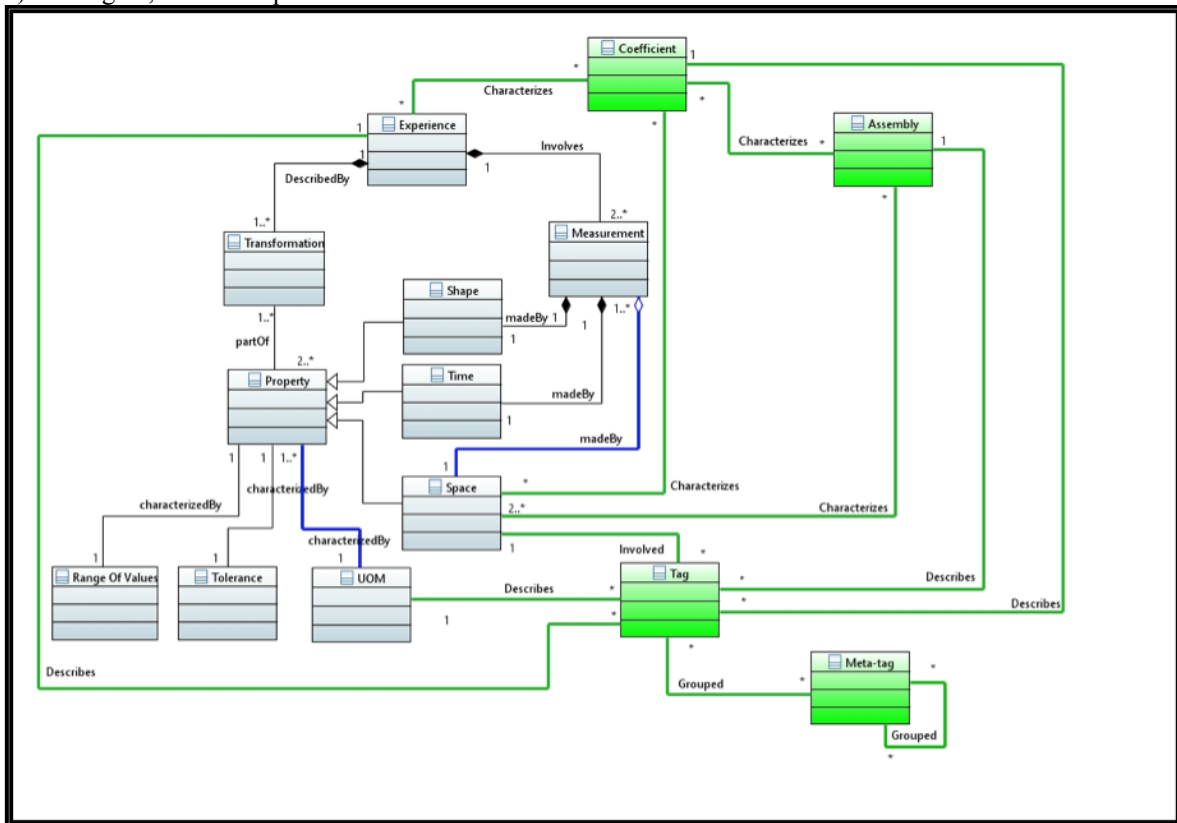 Coefficient
1
*
Characterizes
*
*
*
Assembly
Characterizes
*
1
*
1
Experience
1
1
Involves
DescribedBy
1..*
2..*
Transformation
Measurement
Shape
1..*
madeBy 1
1
1..*
1
partOf
2..*
Property
Time
madeBy
1
madeBy
1
1
1..*
1
Space
*
Characterizes
characterizedBy
characterizedBy
2..*
Characterizes
characterizedBy
1
Involved
*
1
1
1
Range Of Values
Tolerance
UOM
Tag
*
Describes
Describes
*
*
Describes
1
*
Describes
*
Meta-tag
*
Grouped
*
Grouped
*